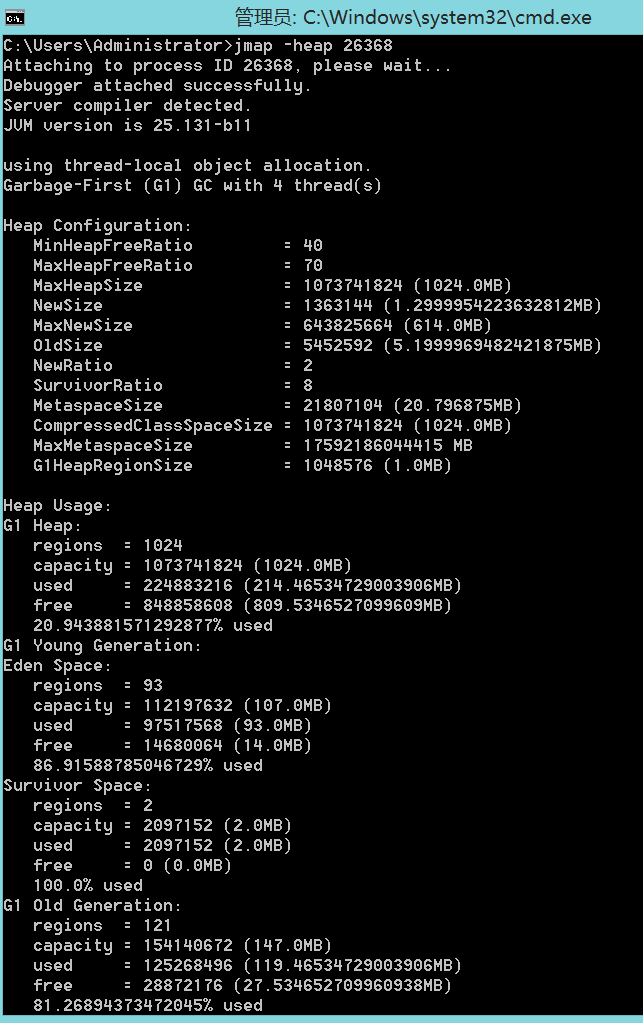 管理员: C:\Windows\system32\cmd.exe
C:\Users\Administrator>jmap -heap 26368
Attaching to process ID 26368, please wait...
Debugger attached successfully.
Server compiler detected.
JVM version is 25.131-b11

using thread-local object allocation.
Garbage-First (G1) GC with 4 thread(s)

Heap Configuration:
   MinHeapFreeRatio         = 40
   MaxHeapFreeRatio         = 70
   MaxHeapSize              = 1073741824 (1024.0MB)
   NewSize                  = 1363144 (1.2999954223632812MB)
   MaxNewSize               = 643825664 (614.0MB)
   OldSize                  = 5452592 (5.1999969482421875MB)
   NewRatio                 = 2
   SurvivorRatio            = 8
   MetaspaceSize            = 21807104 (20.796875MB)
   CompressedClassSpaceSize = 1073741824 (1024.0MB)
   MaxMetaspaceSize         = 17592186044415 MB
   G1HeapRegionSize         = 1048576 (1.0MB)

Heap Usage:
G1 Heap:
   regions  = 1024
   capacity = 1073741824 (1024.0MB)
   used     = 224883216 (214.46534729003906MB)
   free     = 848858608 (809.5346527099609MB)
   20.943881571292877% used
G1 Young Generation:
Eden Space:
   regions  = 93
   capacity = 112197632 (107.0MB)
   used     = 97517568 (93.0MB)
   free     = 14680064 (14.0MB)
   86.91588785046729% used
Survivor Space:
   regions  = 2
   capacity = 2097152 (2.0MB)
   used     = 2097152 (2.0MB)
   free     = 0 (0.0MB)
   100.0% used
G1 Old Generation:
   regions  = 121
   capacity = 154140672 (147.0MB)
   used     = 125268496 (119.46534729003906MB)
   free     = 28872176 (27.534652709960938MB)
   81.26894373472045% used